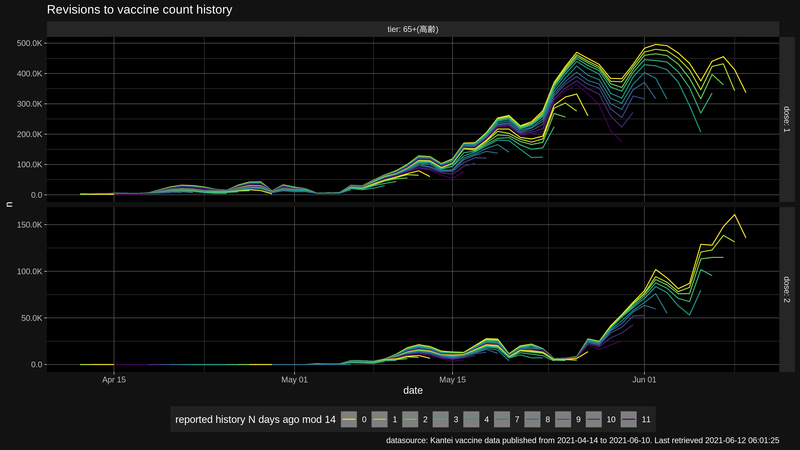 Revisions to vaccine count history
tier: 65+(高齢)
500.0K
400.0K
300.0K
200.0K
100.0K
0.0
dose: 1
n
150.0K
100.0K
50.0K
0.0
dose: 2
Apr 15
May 01
May 15
Jun 01
date
reported history N days ago mod 14 0 1 2 3 4 7 8 9 10 11
datasource: Kantei vaccine data published from 2021-04-14 to 2021-06-10. Last retrieved 2021-06-12 06:01:25